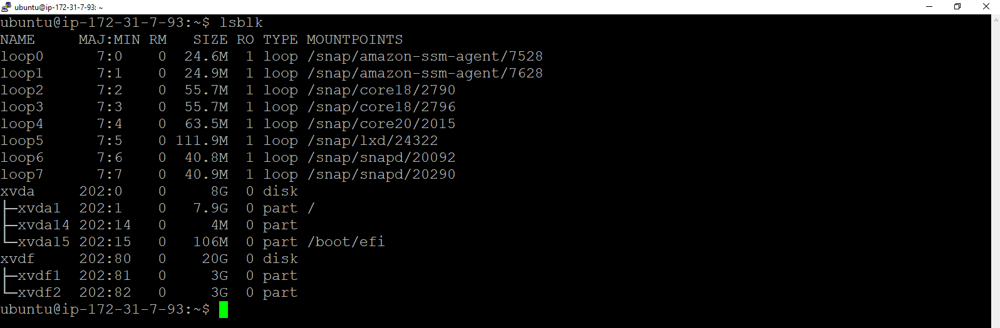 ubuntu@ip-172-31-7-93: ~
ubuntu@ip-172-31-7-93:~$ lsblk
NAME     MAJ:MIN RM   SIZE RO TYPE MOUNTPOINTS
loop0      7:0    0  24.6M  1 loop /snap/amazon-ssm-agent/7528
loop1      7:1    0  24.9M  1 loop /snap/amazon-ssm-agent/7628
loop2      7:2    0  55.7M  1 loop /snap/core18/2790
loop3      7:3    0  55.7M  1 loop /snap/core18/2796
loop4      7:4    0  63.5M  1 loop /snap/core20/2015
loop5      7:5    0 111.9M  1 loop /snap/lxd/24322
loop6      7:6    0  40.8M  1 loop /snap/snapd/20092
loop7      7:7    0  40.9M  1 loop /snap/snapd/20290
xvda     202:0    0     8G  0 disk
├─xvda1  202:1    0   7.9G  0 part /
├─xvda14 202:14   0     4M  0 part
└─xvda15 202:15   0   106M  0 part /boot/efi
xvdf     202:80   0    20G  0 disk
├─xvdf1  202:81   0     3G  0 part
└─xvdf2  202:82   0     3G  0 part
ubuntu@ip-172-31-7-93:~$